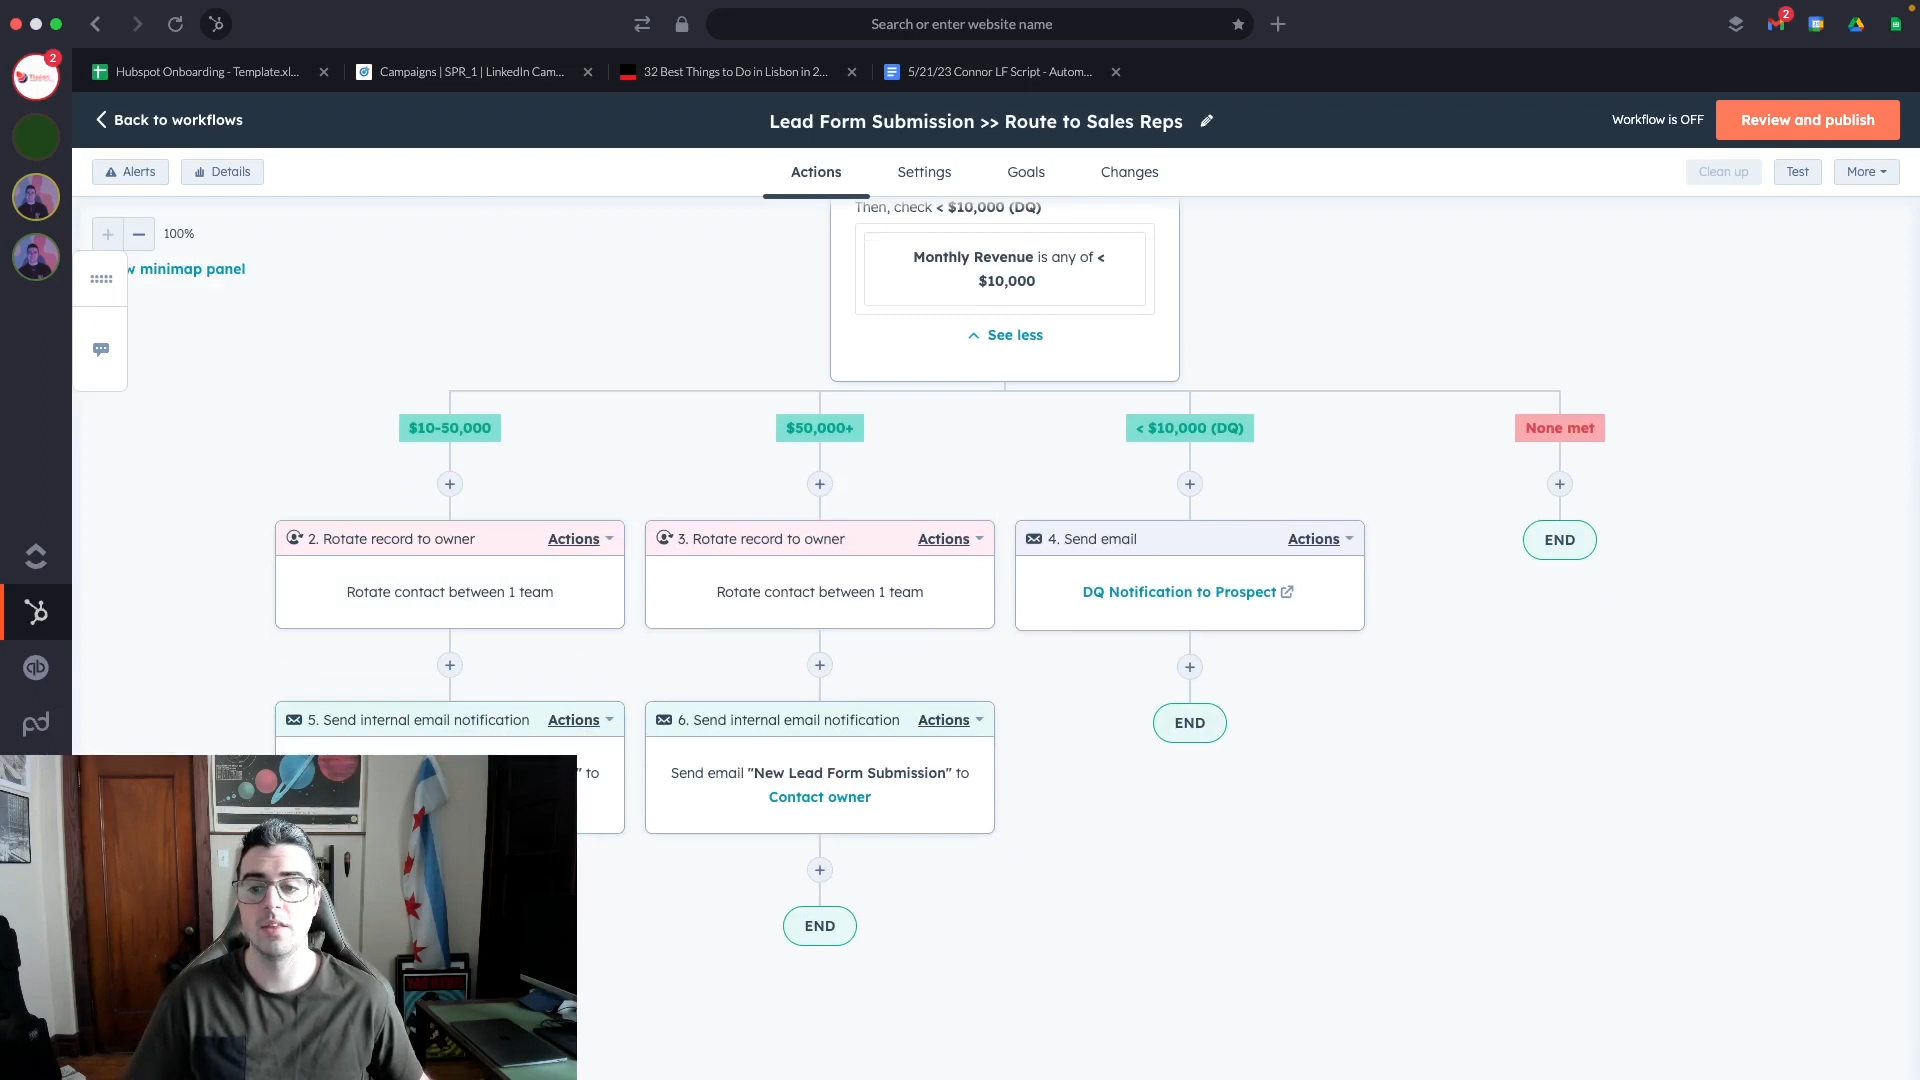 Search or enter website name
2
2
Hubspot Onboarding - Template.xl...
Campaigns | SPR_1 | LinkedIn Cam...
32 Best Things to Do in Lisbon in 2...
5/21/23 Connor LF Script - Autom...
Back to workflows
Lead Form Submission >> Route to Sales Reps
Workflow is OFF
Review and publish
Alerts
Details
Actions
Settings
Goals
Changes
Clean up
Test
More
100%
w minimap panel
Then, check < $10,000 (DQ)
Monthly Revenue is any of <
$10,000
See less
$10-50,000
$50,000+
< $10,000 (DQ)
None met
2. Rotate record to owner
Actions
Rotate contact between 1 team
3. Rotate record to owner
Actions
Rotate contact between 1 team
4. Send email
Actions
DQ Notification to Prospect
END
5. Send internal email notification
Actions
" to
6. Send internal email notification
Actions
Send email "New Lead Form Submission" to
Contact owner
END
END
qb
pd